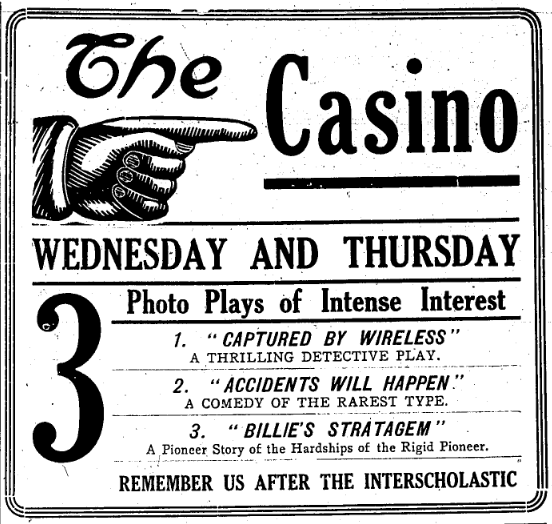 The
Casino
WEDNESDAY AND THURSDAY
3
Photo Plays of Intense Interest
1. "CAPTURED BY WIRELESS"
A THRILLING DETECTIVE PLAY.
2. "ACCIDENTS WILL HAPPEN."
A COMEDY OF THE RAREST TYPE.
3. "BILLIE'S STRATAGEM"
A Pioneer Story of the Hardships of the Rigid Pioneer.
REMEMBER US AFTER THE INTERSCHOLASTIC